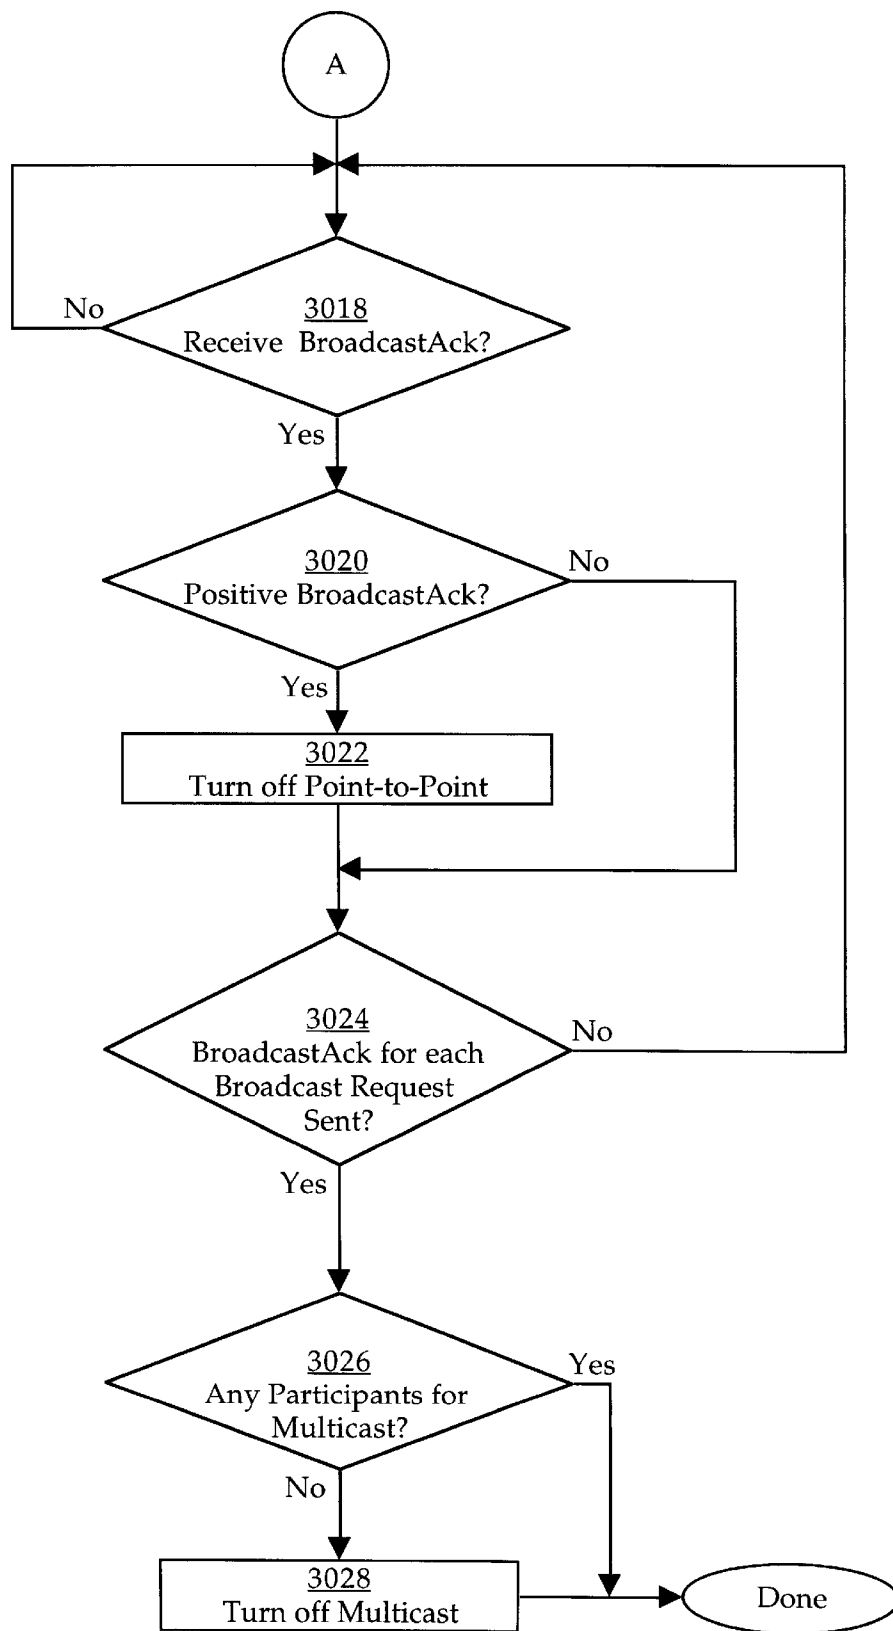 A
No
3018
Receive BroadcastAck?
Yes
3020
No
Positive BroadcastAck?
Yes
3022
Turn off Point-to-Point
3024
No
BroadcastAck for each
Broadcast Request
Sent?
Yes
3026
Yes
Any Participants for
Multicast?
No
3028
Turn off Multicast
Done